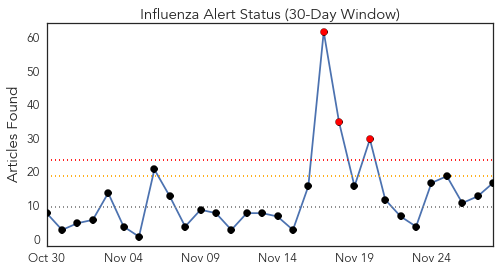 Influenza Alert Status (30-Day Window)
Articles Found
60
50
40
30
20
10
0
Oct 30 Nov 04 Nov 09 Nov 14 Nov 19 Nov 24